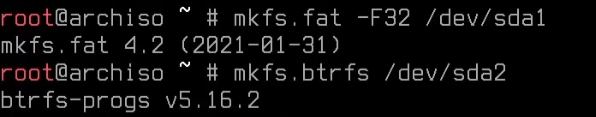 root@archiso ~ # mkfs.fat -F32 /dev/sda1
mkfs.fat 4.2 (2021-01-31)
root@archiso ~ # mkfs.btrfs /dev/sda2
btrfs-progs v5.16.2